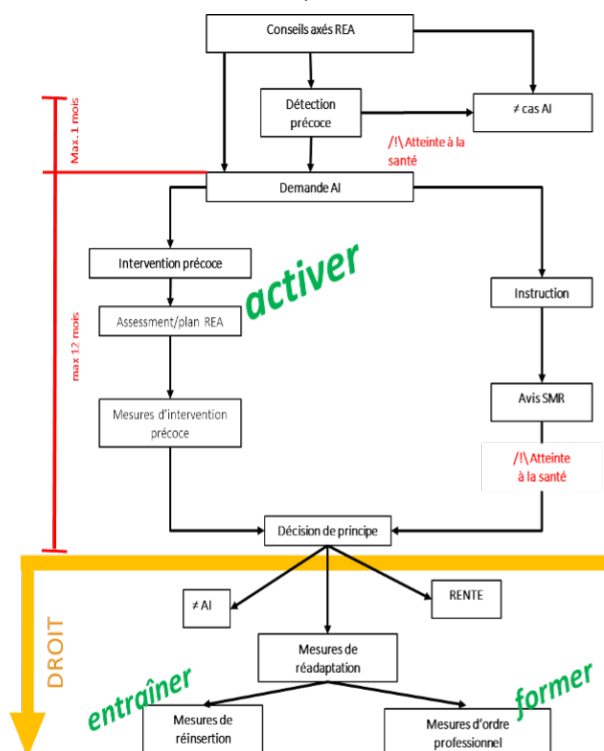 Conseils axés REA
Détection
précoce
≠ cas AI
Max. 1 mois
/!\ Atteinte à la
santé
Demande AI
Intervention précoce
activer
Assessment/plan REA
Instruction
max 12 mois
Mesures d'intervention
précoce
Avis SMR
/!\ Atteinte
à la santé
Décision de principe
DROIT
≠ AI
RENTE
Mesures de
réadaptation
entraîner
former
Mesures de
réinsertion
Mesures d'ordre
professionnel